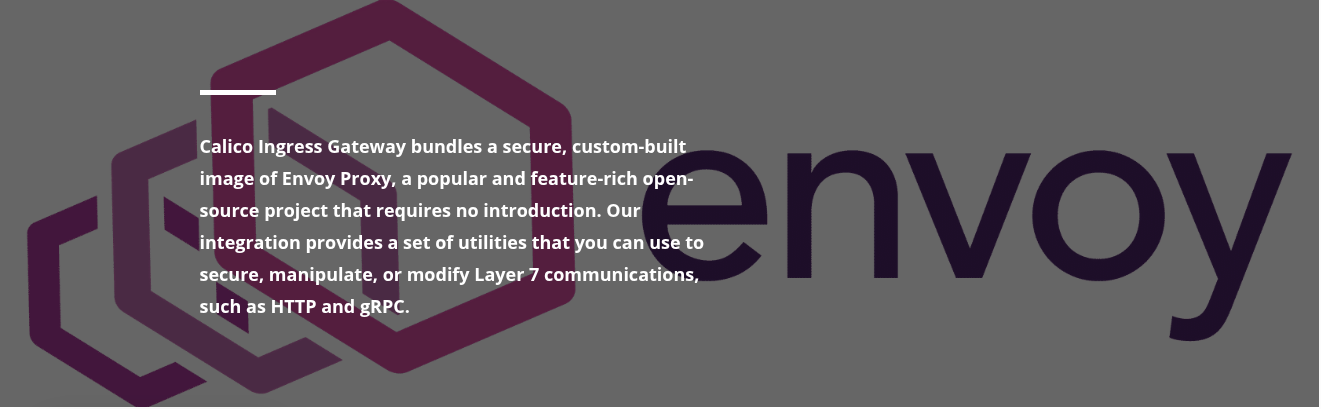 Calico Ingress Gateway bundles a secure, custom-built
image of Envoy Proxy, a popular and feature-rich open-
source project that requires no introduction. Our
integration provides a set of utilities that you can use to
secure, manipulate, or modify Layer 7 communications,
such as HTTP and gRPC.
envoy